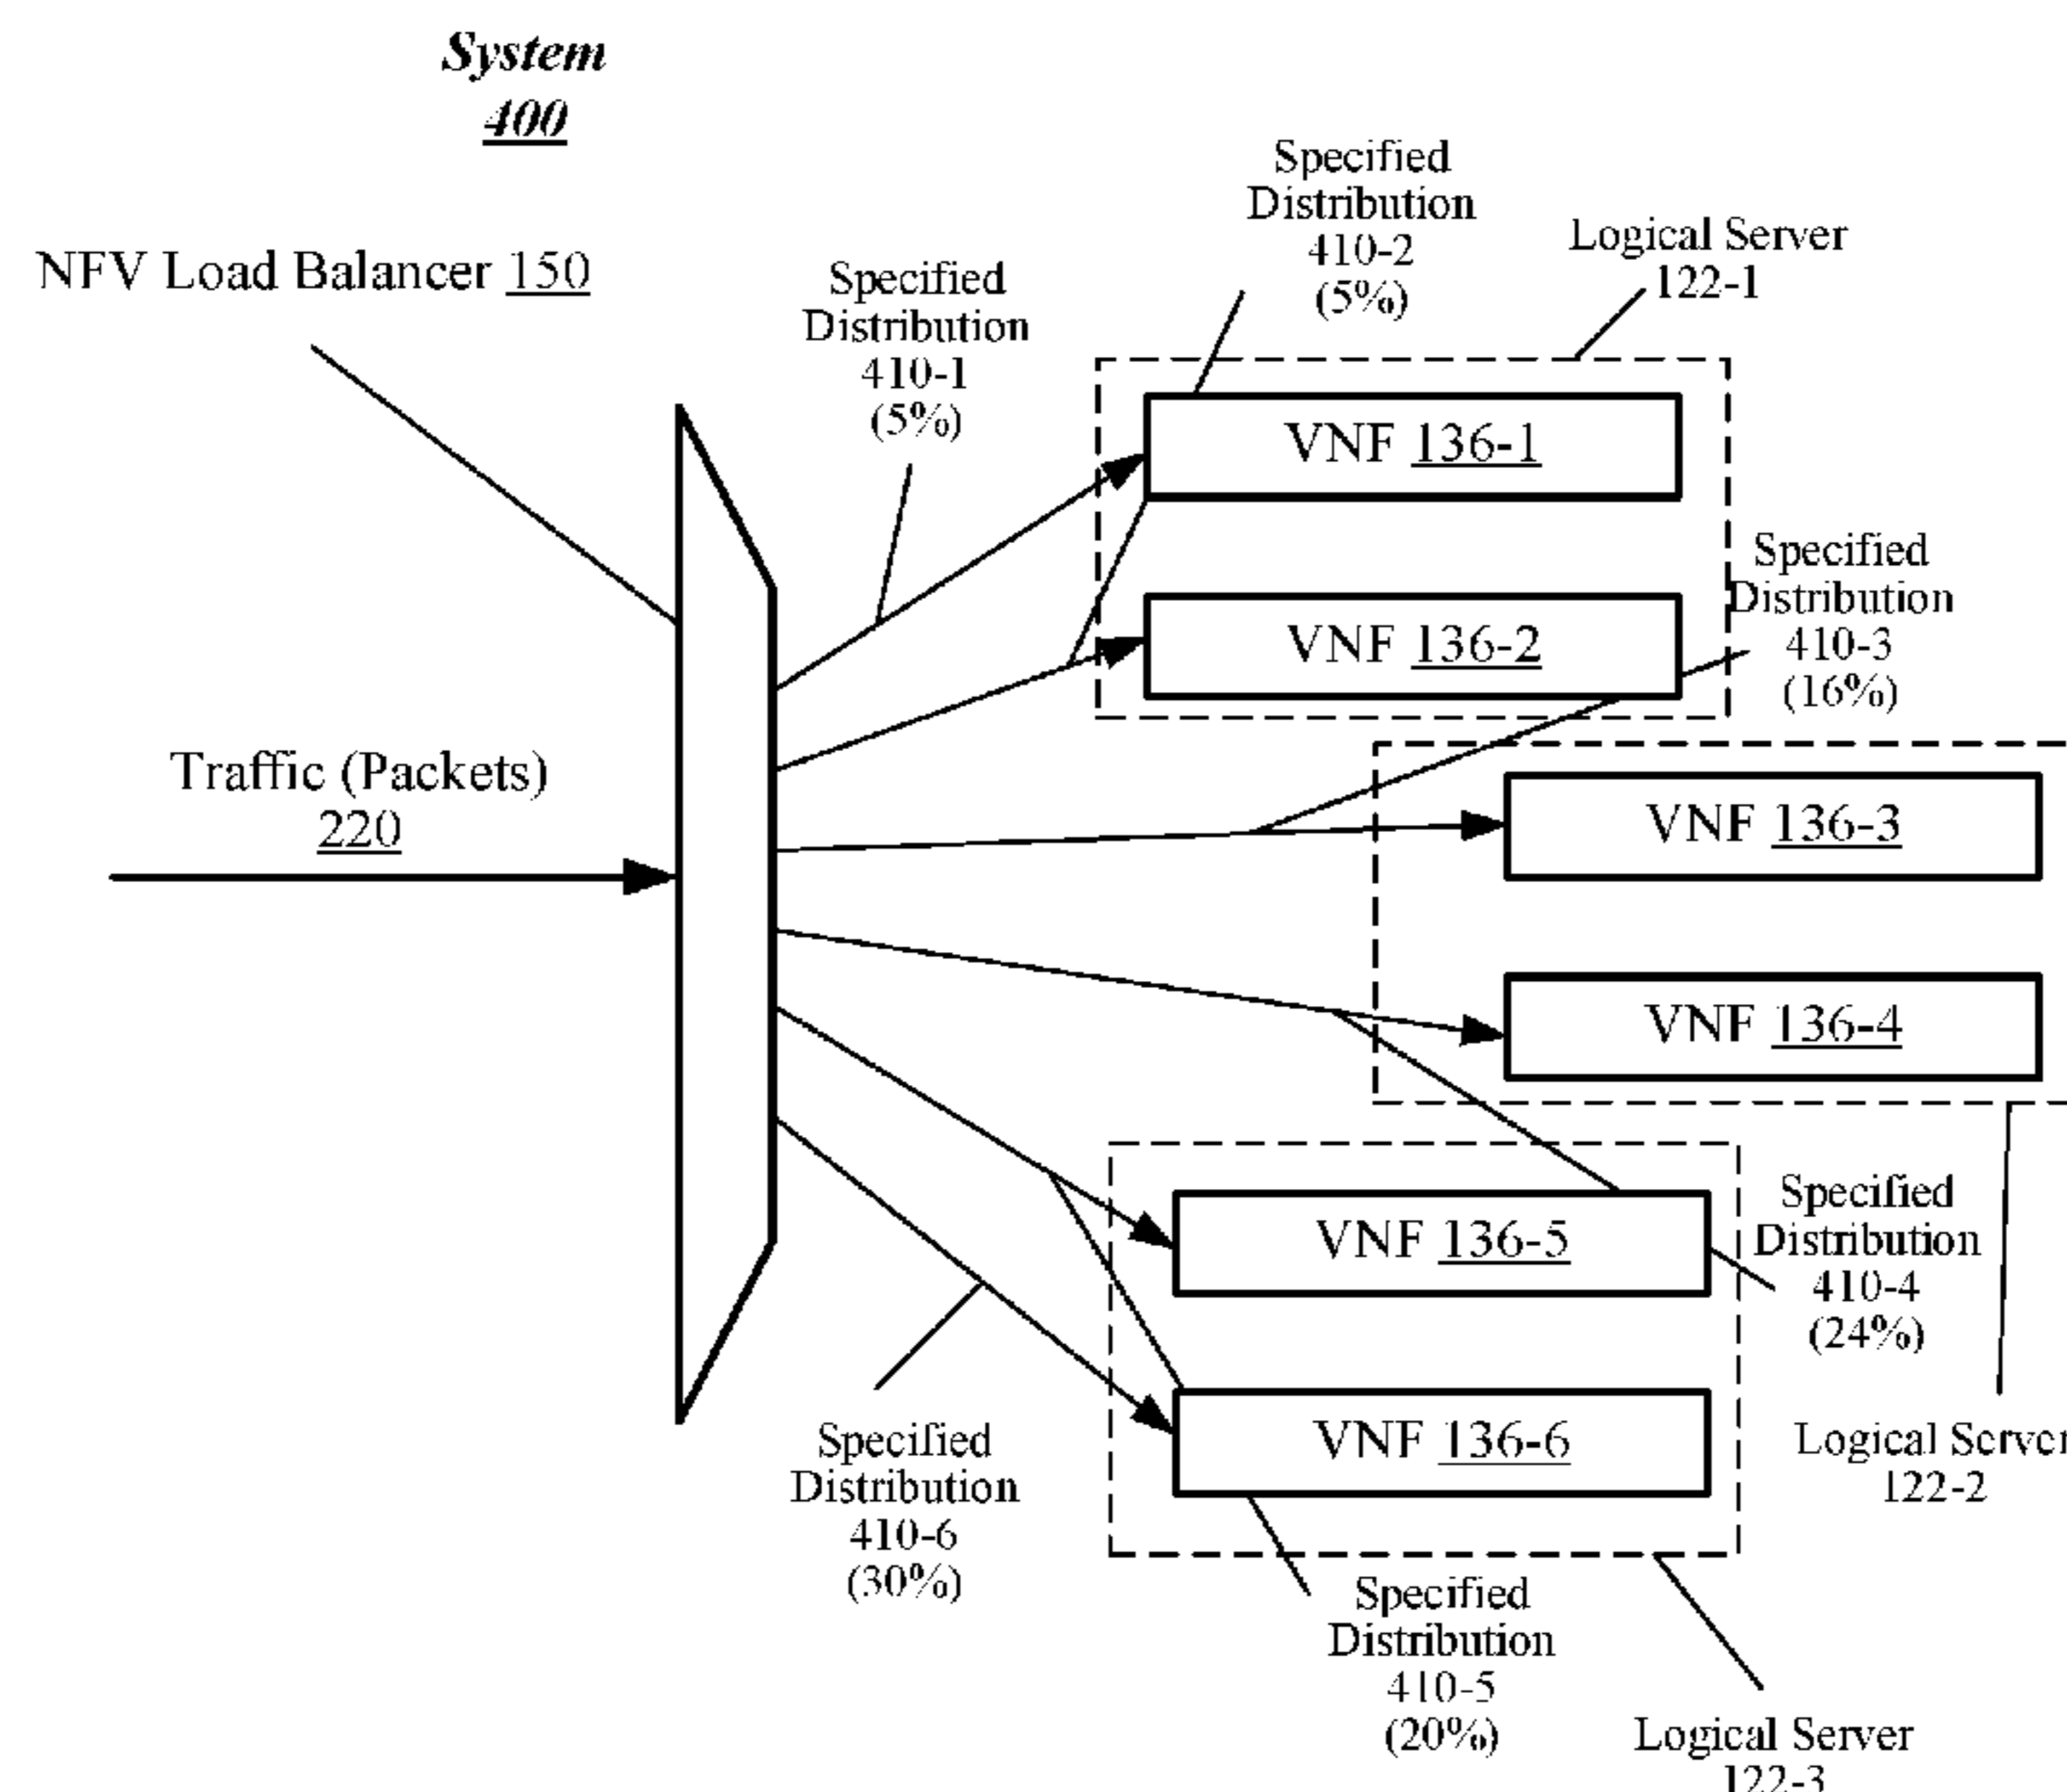 System
400
NFV Load Balancer 150
Specified
Distribution
410-1
(5%)
Specified
Distribution
410-2
(5%)
Logical Server
122-1
VNF 136-1
VNF 136-2
Specified
Distribution
410-3
(16%)
Traffic (Packets)
220
VNF 136-3
VNF 136-4
VNF 136-5
Specified
Distribution
410-4
(24%)
VNF 136-6
Logical Server
122-2
Specified
Distribution
410-6
(30%)
Specified
Distribution
410-5
(20%)
Logical Server
122-3